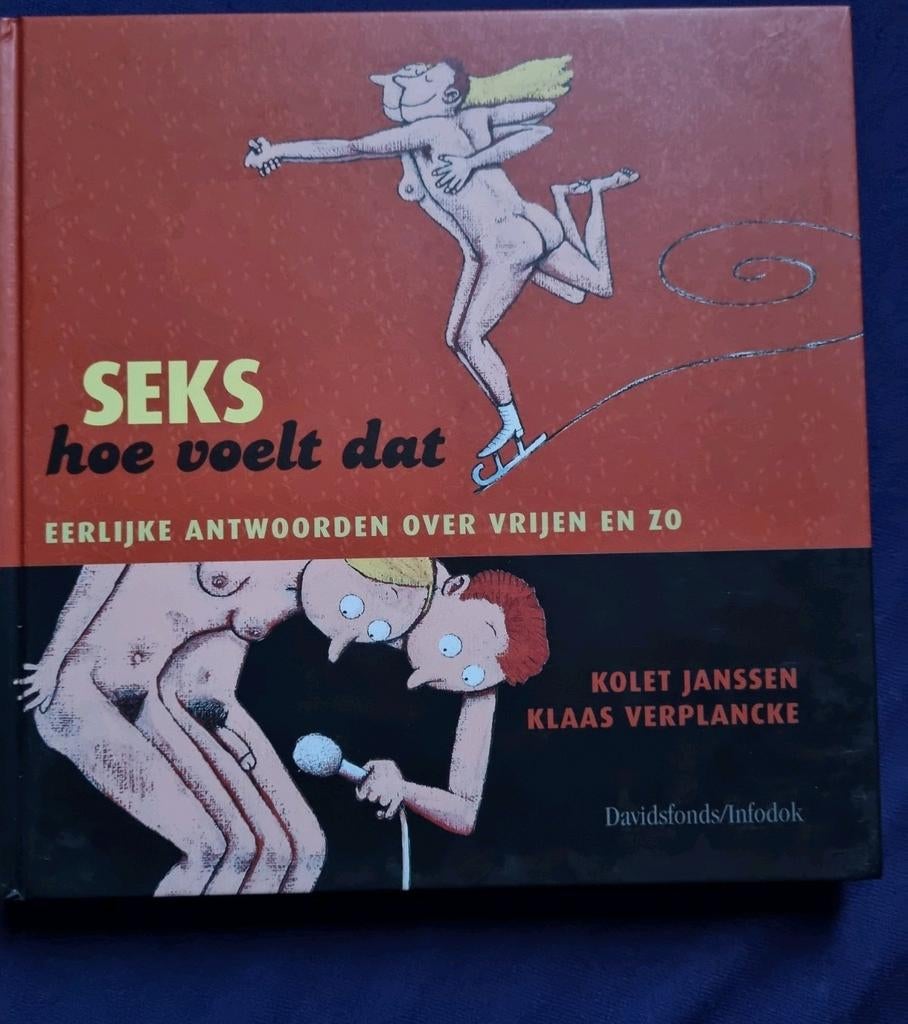 SEKS
hoe voelt dat
EERLIJKE ANTWOORDEN OVER VRIJEN EN ZO
KOLET JANSSEN
KLAAS VERPLANCKE
Davidsfonds/Infodok